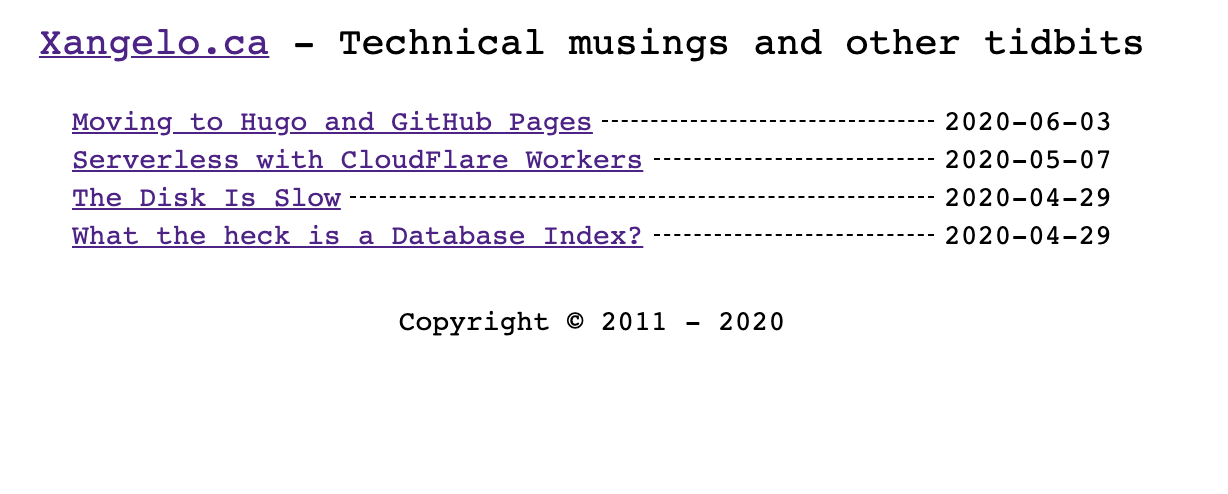 Xangelo.ca - Technical musings and other tidbits
Moving to Hugo and GitHub Pages 2020-06-03
Serverless with CloudFlare Workers 2020-05-07
The Disk Is Slow 2020-04-29
What the heck is a Database Index? 2020-04-29
Copyright © 2011 - 2020